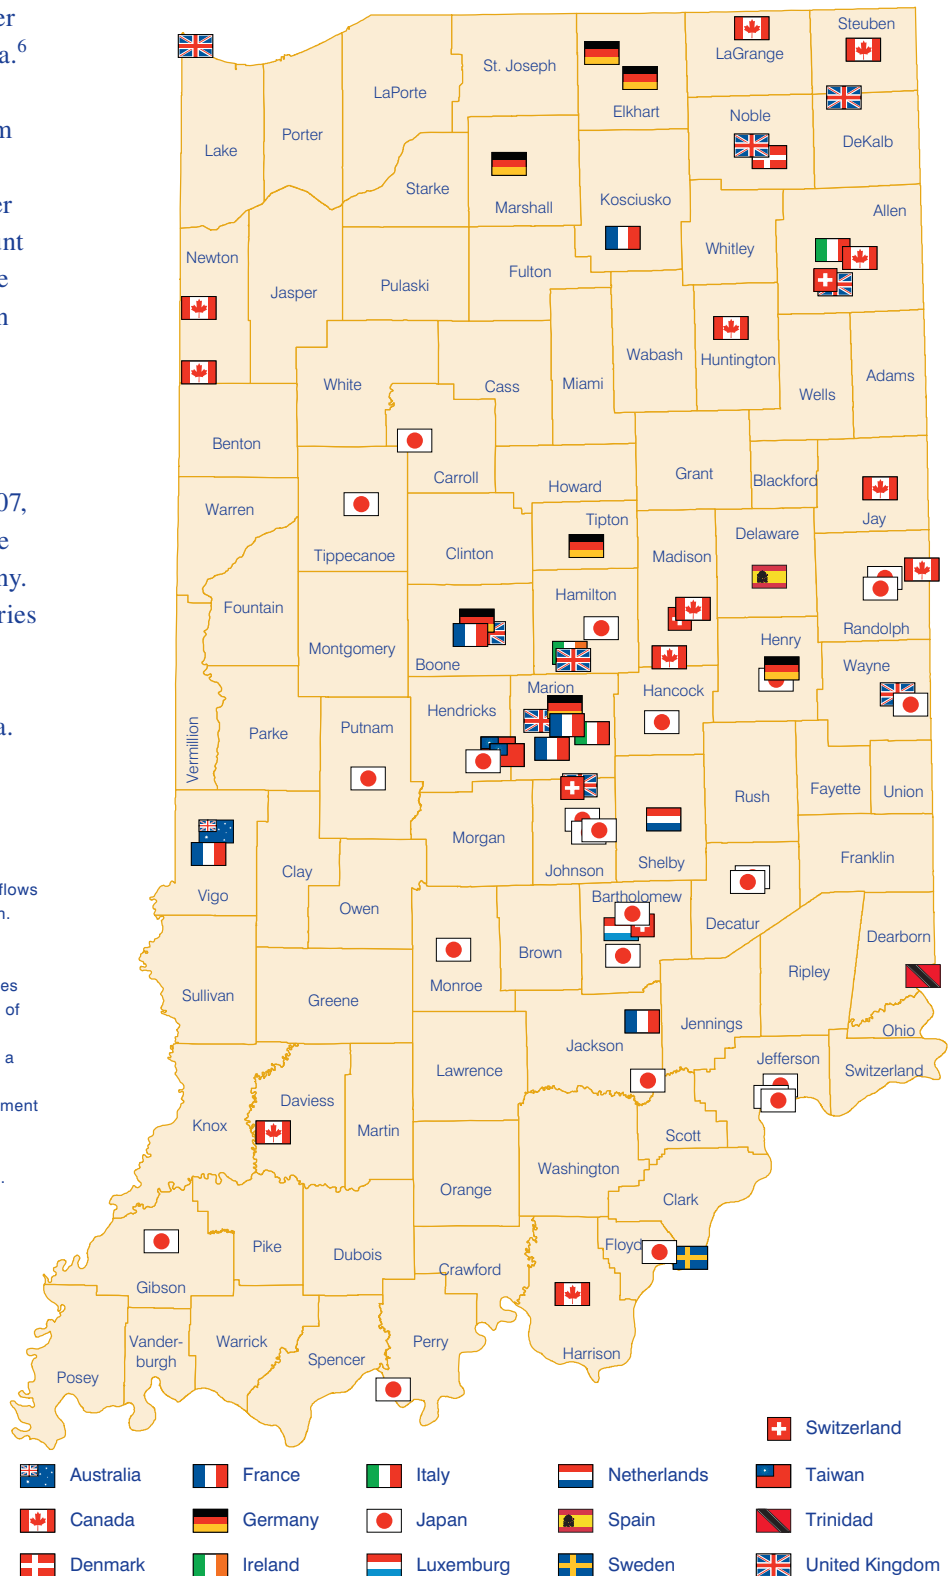 er
a.6
n
er
unt
e
n
07,
e
ny.
ries
a.
flows
n.
es
of
a
ment
.
Steuben
LaGrange
St. Joseph
LaPorte
Elkhart
Noble
DeKalb
Porter
Lake
Starke
Marshall
Kosciusko
Allen
Whitley
Newton
Fulton
Pulaski
Jasper
Wabash
Huntington
White
Cass
Miami
Adams
Wells
Benton
Carroll
Grant
Blackford
Howard
Warren
Jay
Tipton
Delaware
Tippecanoe
Clinton
Madison
Hamilton
Fountain
Randolph
Henry
Montgomery
Boone
Wayne
Marion
Hancock
Hendricks
Putnam
Parke
Vermillion
Rush
Fayette
Union
Morgan
Franklin
Shelby
Johnson
Clay
Vigo
Bartholomew
Owen
Decatur
Dearborn
Brown
Ripley
Monroe
Sullivan
Greene
Jennings
Ohio
Jackson
Jefferson
Lawrence
Switzerland
Daviess
Knox
Martin
Scott
Washington
Orange
Clark
Floyd
Pike
Dubois
Crawford
Gibson
Vander-
burgh
Warrick
Perry
Harrison
Spencer
Posey
Switzerland
Australia
France
Italy
Netherlands
Taiwan
Canada
Germany
Japan
Spain
Trinidad
Denmark
Ireland
Luxemburg
Sweden
United Kingdom